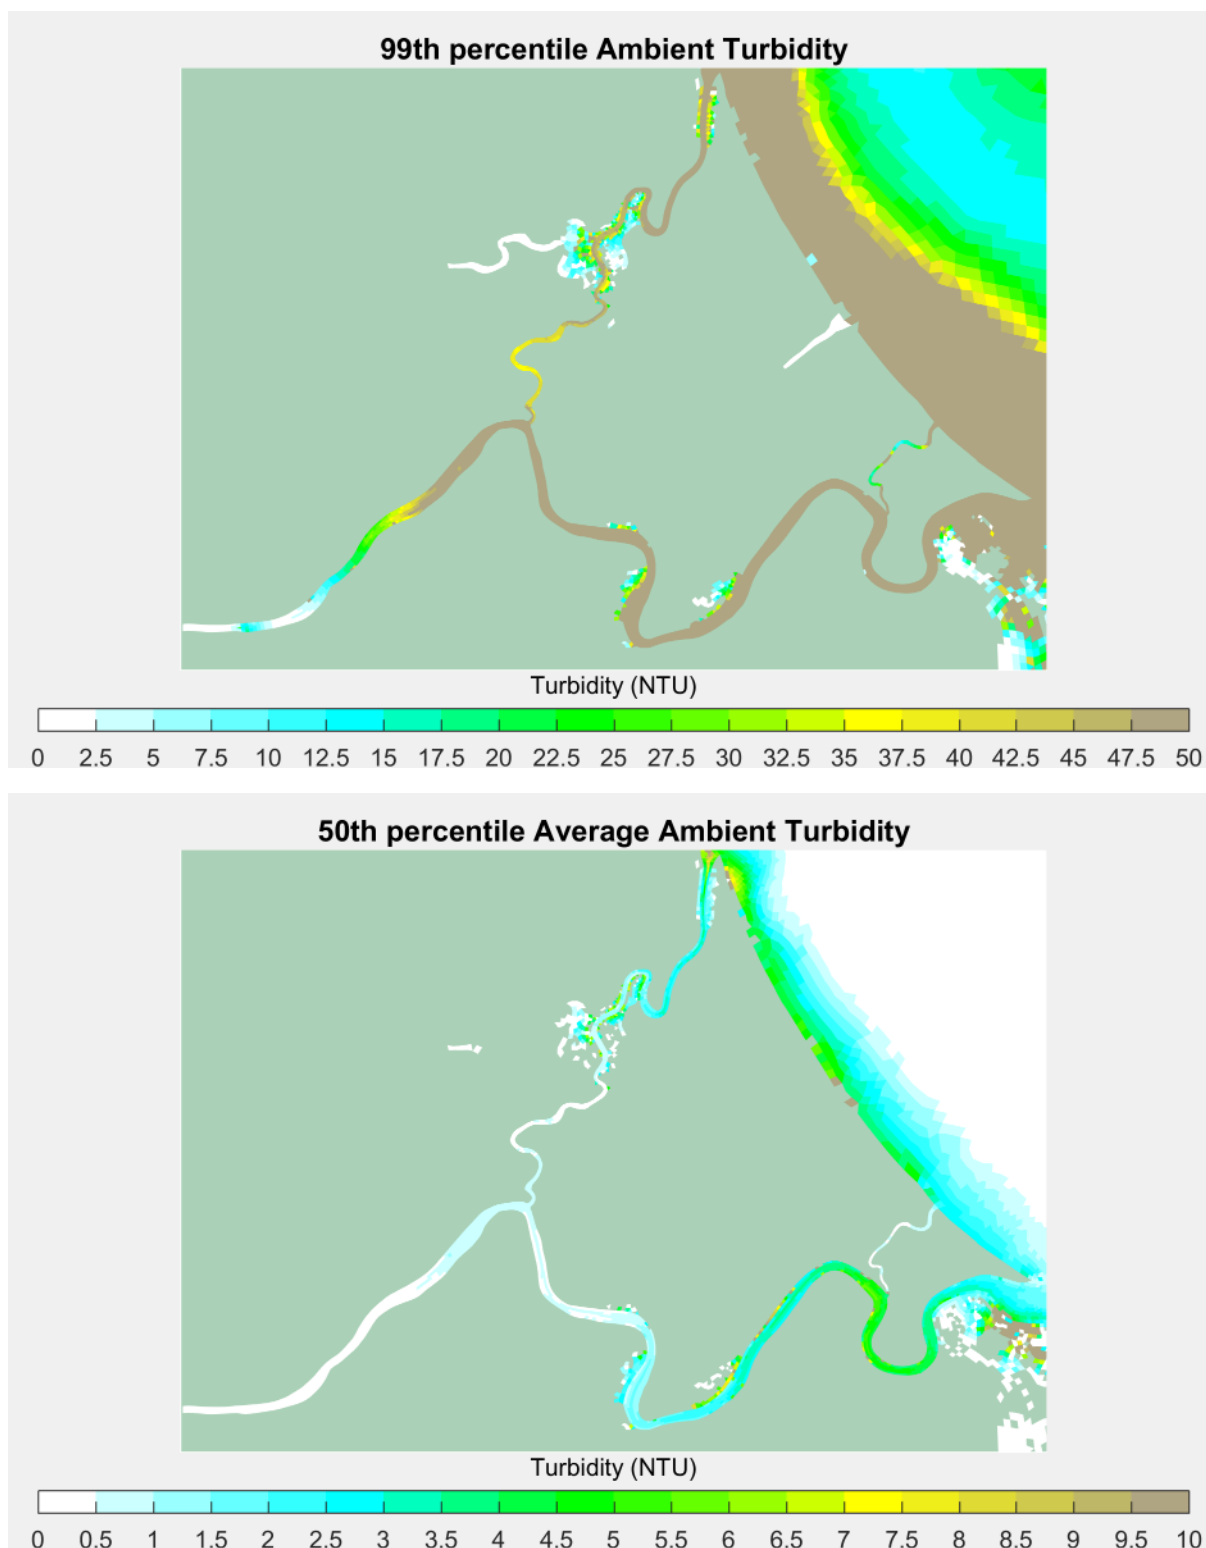 99th percentile Ambient Turbidity
Turbidity (NTU)
0 2.5 5 7.5 10 12.5 15 17.5 20 22.5 25 27.5 30 32.5 35 37.5 40 42.5 45 47.5 50
50th percentile Average Ambient Turbidity
Turbidity (NTU)
0 0.5 1 1.5 2 2.5 3 3.5 4 4.5 5 5.5 6 6.5 7 7.5 8 8.5 9 9.5 10